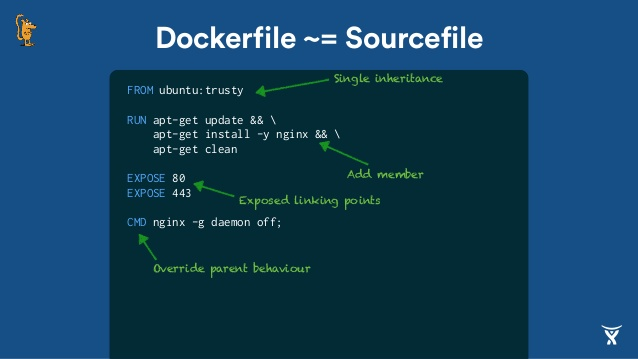 Dockerfile ~= Sourcefile
Single inheritance
FROM ubuntu:trusty
RUN apt-get update && \
apt-get install -y nginx && \
apt-get clean
Add member
EXPOSE 80
EXPOSE 443
Exposed linking points
CMD nginx -g daemon off;
Override parent behaviour